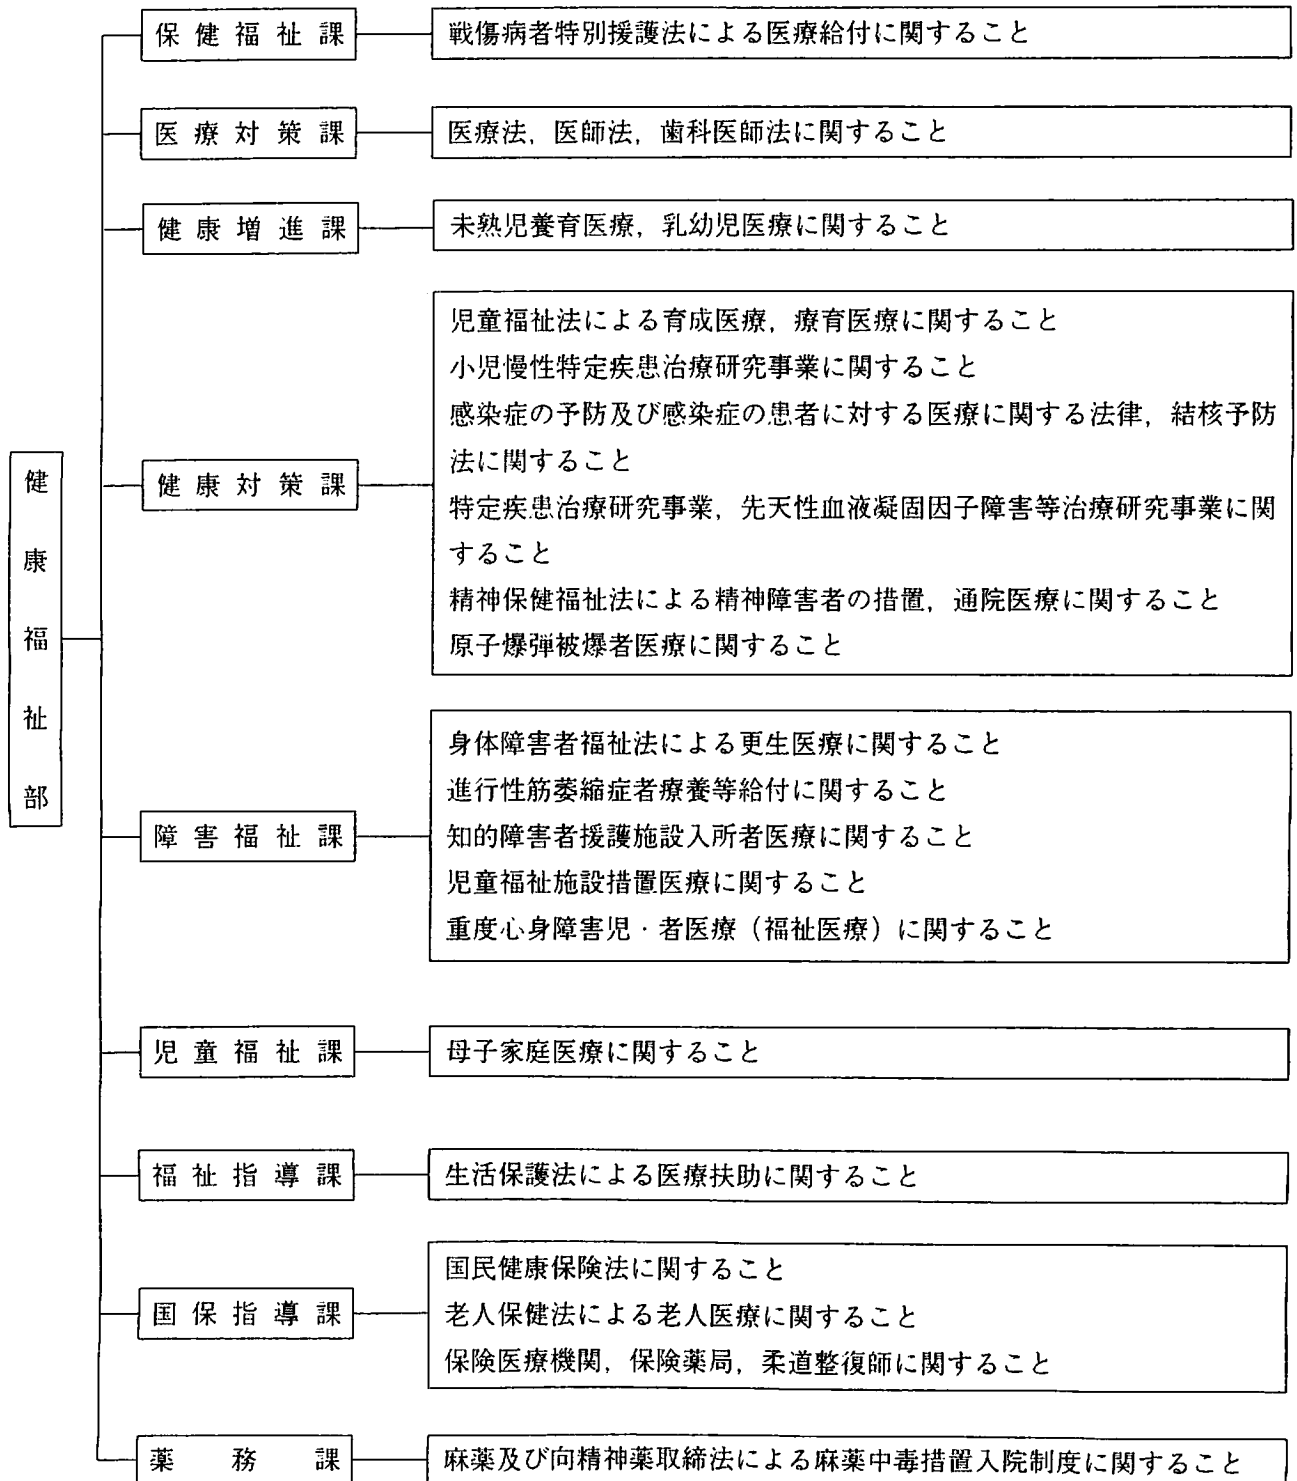 健康福祉部
保健福祉課
戦傷病者特別援護法による医療給付に関すること
医療対策課
医療法，医師法，歯科医師法に関すること
健康増進課
未熟児養育医療，乳幼児医療に関すること
健康対策課
児童福祉法による育成医療，療育医療に関すること
小児慢性特定疾患治療研究事業に関すること
感染症の予防及び感染症の患者に対する医療に関する法律，結核予防
法に関すること
特定疾患治療研究事業，先天性血液凝固因子障害等治療研究事業に関
すること
精神保健福祉法による精神障害者の措置，通院医療に関すること
原子爆弾被爆者医療に関すること
障害福祉課
身体障害者福祉法による更生医療に関すること
進行性筋萎縮症者療養等給付に関すること
知的障害者援護施設入所者医療に関すること
児童福祉施設措置医療に関すること
重度心身障害児・者医療（福祉医療）に関すること
児童福祉課
母子家庭医療に関すること
福祉指導課
生活保護法による医療扶助に関すること
国保指導課
国民健康保険法に関すること
老人保健法による老人医療に関すること
保険医療機関，保険薬局，柔道整復師に関すること
薬務課
麻薬及び向精神薬取締法による麻薬中毒措置入院制度に関すること